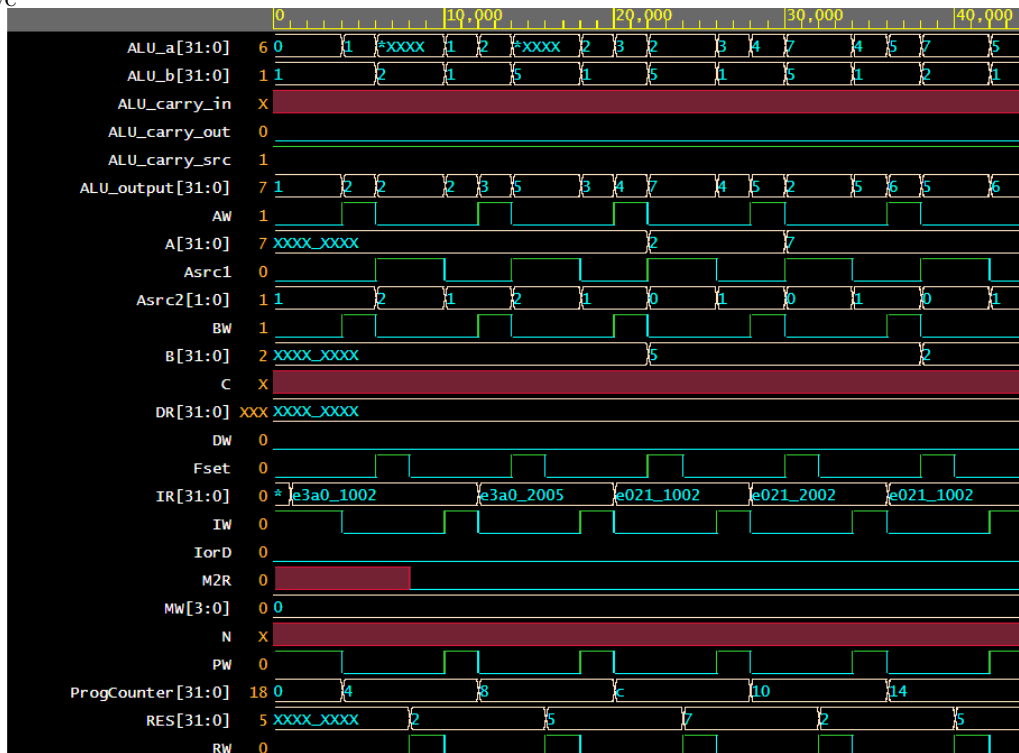 /C
0 10,000 20,000 30,000 40,000
ALU_a[31:0] 6 0 1 *XXXX 1 2 *XXXX 2 3 2 3 4 7 4 5 7 5
ALU_b[31:0] 1 1 2 1 5 1 5 1 5 1 2 1
ALU_carry_in X
ALU_carry_out 0
ALU_carry_src 1
ALU_output[31:0] 7 1 2 2 2 3 5 3 4 7 4 5 2 5 6 5 6
AW 1
A[31:0] 7 XXXX_XXXX 2 7
Asrc1 0
Asrc2[1:0] 1 1 2 1 2 1 0 1 0 1 0 1
BW 1
B[31:0] 2 XXXX_XXXX 5 2
C X
DR[31:0] XXX XXXX_XXXX
DW 0
Fset 0
IR[31:0] 0 * e3a0_1002 e3a0_2005 e021_1002 e021_2002 e021_1002
IW 0
IorD 0
M2R 0
MW[3:0] 0 0
N X
PW 0
ProgCounter[31:0] 18 0 4 8 c 10 14
RES[31:0] 5 XXXX_XXXX 2 5 7 2 5
RW 0